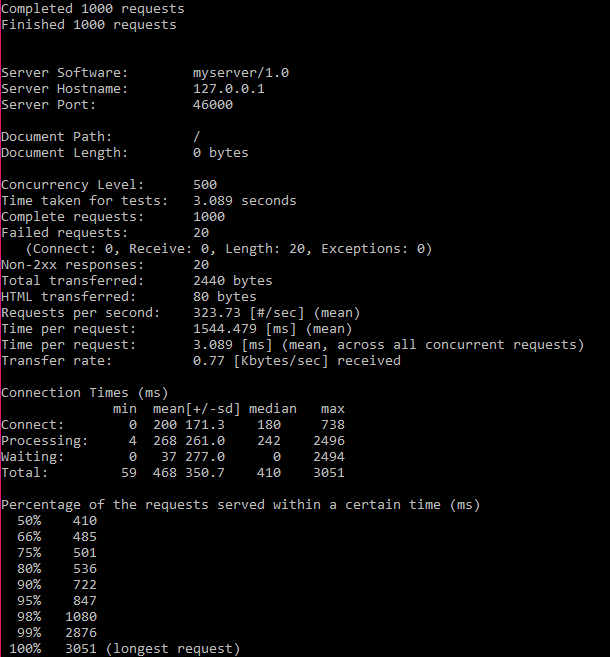 Completed 1000 requests
Finished 1000 requests
Server Software: myserver/1.0
Server Hostname: 127.0.0.1
Server Port: 46000
Document Path: /
Document Length: 0 bytes
Concurrency Level: 500
Time taken for tests: 3.089 seconds
Complete requests: 1000
Failed requests: 20
(Connect: 0, Receive: 0, Length: 20, Exceptions: 0)
Non-2xx responses: 20
Total transferred: 2440 bytes
HTML transferred: 80 bytes
Requests per second: 323.73 [#/sec] (mean)
Time per request: 1544.479 [ms] (mean)
Time per request: 3.089 [ms] (mean, across all concurrent requests)
Transfer rate: 0.77 [Kbytes/sec] received
Connection Times (ms)
min mean[+/-sd] median max
Connect: 0 200 171.3 180 738
Processing: 4 268 261.0 242 2496
Waiting: 0 37 277.0 0 2494
Total: 59 468 350.7 410 3051
Percentage of the requests served within a certain time (ms)
50% 410
66% 485
75% 501
80% 536
90% 722
95% 847
98% 1080
99% 2876
100% 3051 (longest request)